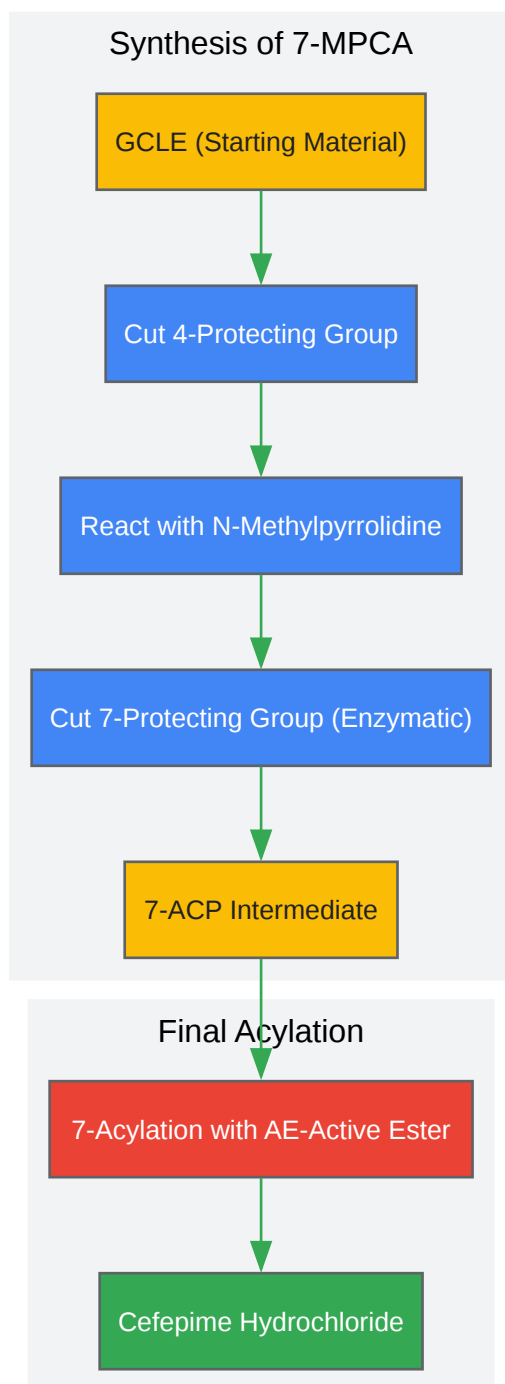 Synthesis of 7-MPCA
GCLE (Starting Material)
Cut 4-Protecting Group
React with N-Methylpyrrolidine
Cut 7-Protecting Group (Enzymatic)
7-ACP Intermediate
Final Acylation
7-Acylation with AE-Active Ester
Cefepime Hydrochloride